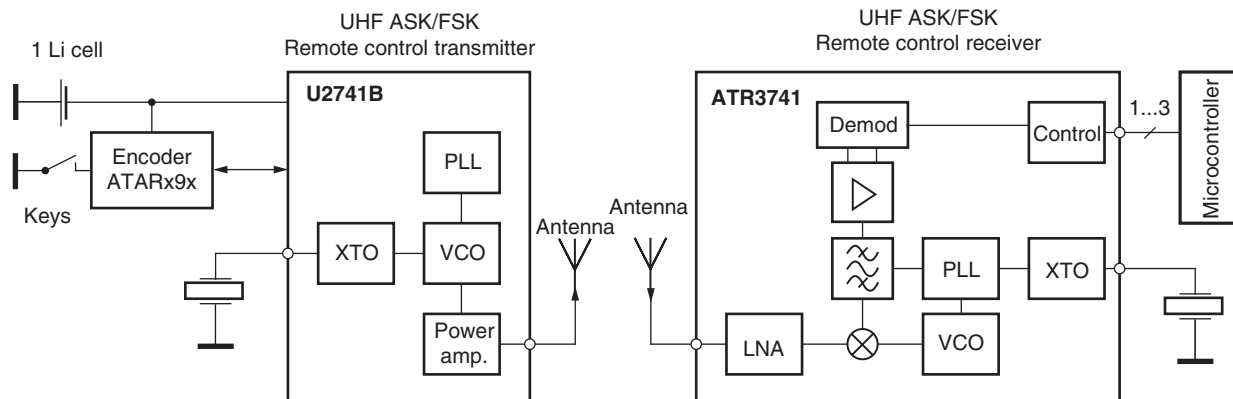 UHF ASK/FSK
Remote control transmitter
UHF ASK/FSK
Remote control receiver
1 Li cell
U2741B
ATR3741
Encoder
ATARx9x
Keys
PLL
XTO
VCO
Power
amp.
Antenna
Antenna
Demod
Control
1...3
Microcontroller
PLL
XTO
LNA
VCO